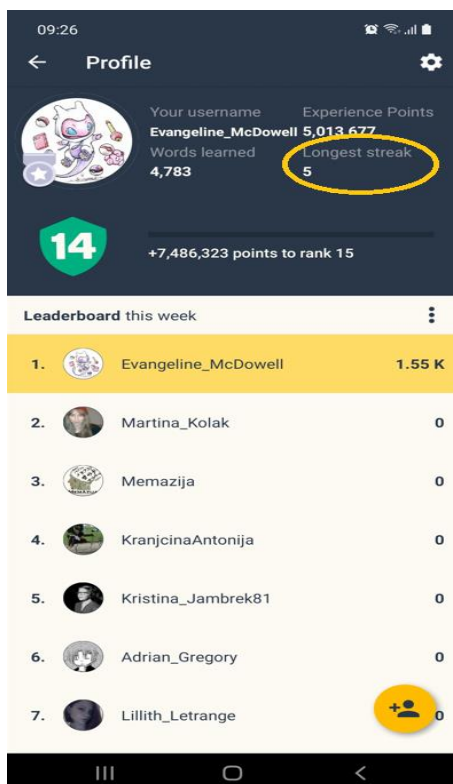 09:26
Profile
Your username Experience Points
Evangeline_McDowell 5,013,677
Words learned Longest streak
4,783 5
14
+7,486,323 points to rank 15
Leaderboard this week
1. Evangeline_McDowell 1.55 K
2. Martina_Kolak 0
3. Memazija 0
4. KranjcinaAntonija 0
5. Kristina_Jambrek81 0
6. Adrian_Gregory 0
7. Lillith_Letrange 0